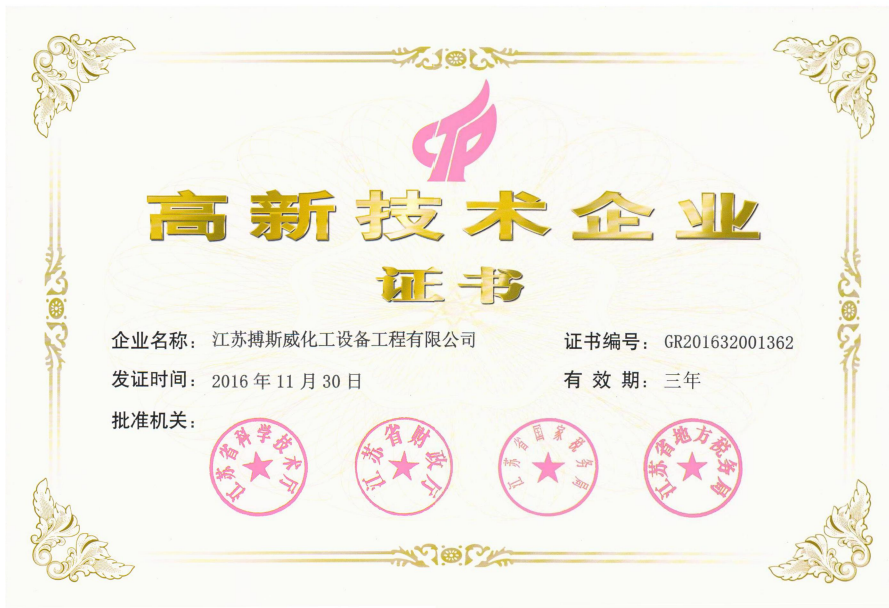 高新技术企业
证书
企业名称：江苏搏斯威化工设备工程有限公司
证书编号：GR201632001362
发证时间：2016年11月30日
有效期：三年
批准机关：
江苏省科学技术厅
江苏省财政厅
江苏省国家税务局
江苏省地方税务局